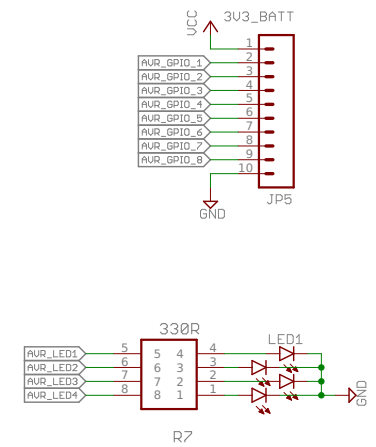 VCC
3V3_BATT
AVR_GPIO_1
AVR_GPIO_2
AVR_GPIO_3
AVR_GPIO_4
AVR_GPIO_5
AVR_GPIO_6
AVR_GPIO_7
AVR_GPIO_8
1
2
3
4
5
6
7
8
9
10
JP5
GND
330R
LED1
AVR_LED1 5 5 4 4
AVR_LED2 6 6 3 3
AVR_LED3 7 7 2 2
AVR_LED4 8 8 1 1
GND
R7